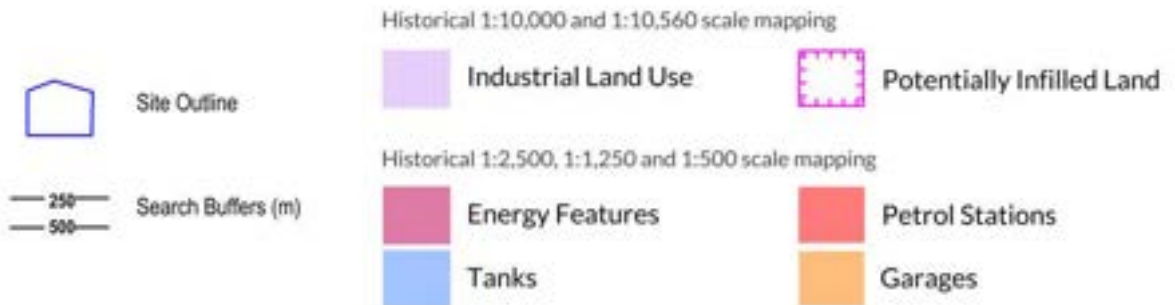 Historical 1:10,000 and 1:10,560 scale mapping
Industrial Land Use
Potentially Infilled Land
Site Outline
Historical 1:2,500, 1:1,250 and 1:500 scale mapping
250
500
Search Buffers (m)
Energy Features
Petrol Stations
Tanks
Garages